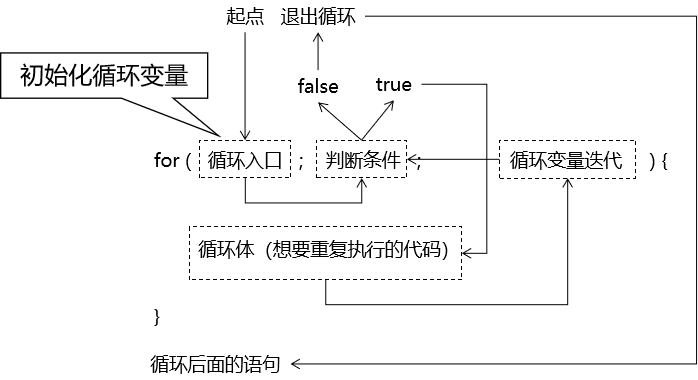 起点 退出循环
初始化循环变量
false true
for ( 循环入口 ; 判断条件 ; 循环变量迭代 ) {
循环体（想要重复执行的代码）
}
循环后面的语句